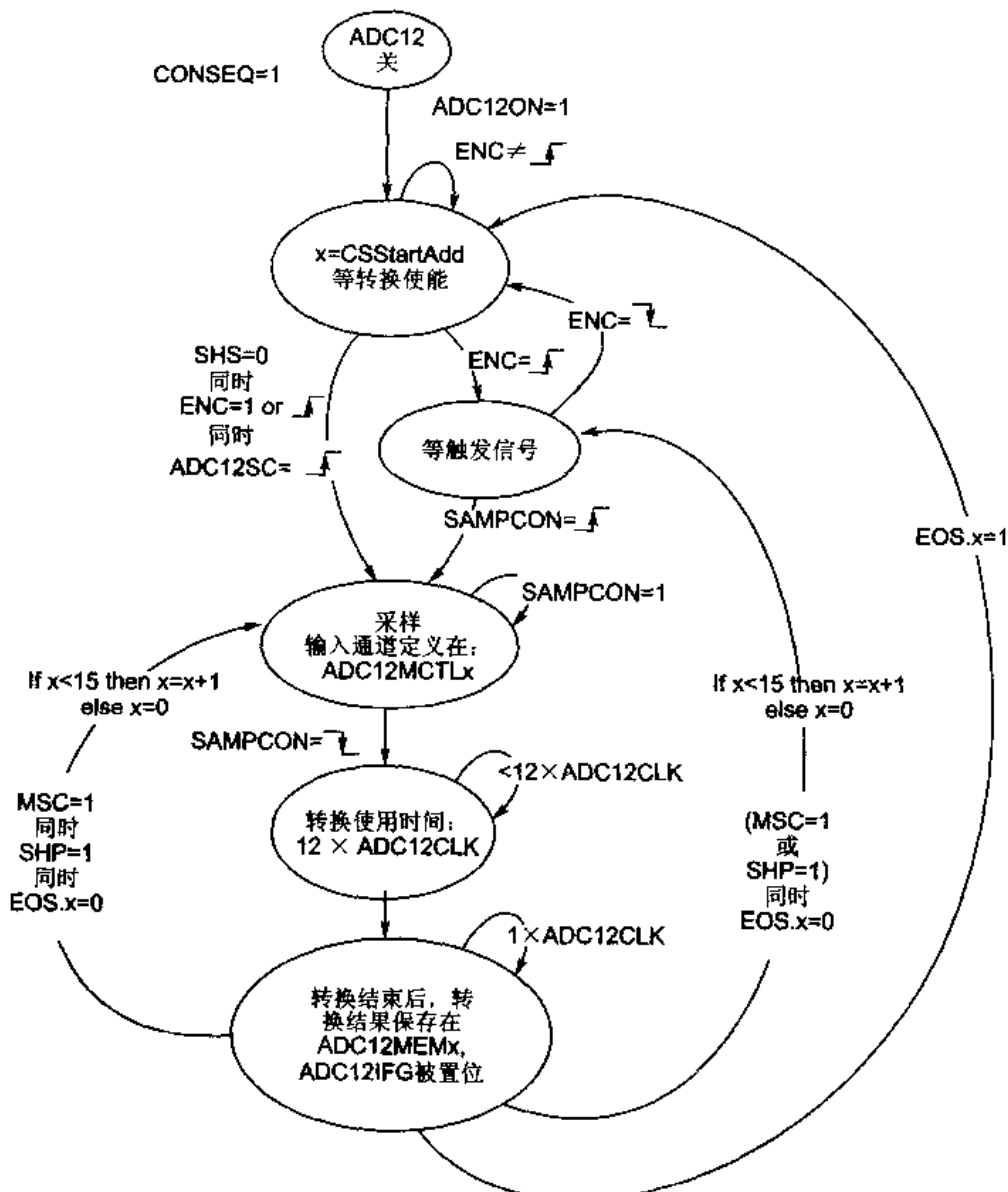 ADC12
关
CONSEQ=1
ADC12ON=1
ENC≠
x=CSStartAdd
等转换使能
ENC=
SHS=0
同时
ENC=1 or
同时
ADC12SC=
ENC=
等触发信号
SAMPCON=
EOS.x=1
SAMPCON=1
采样
输入通道定义在:
ADC12MCTLx
If x<15 then x=x+1
else x=0
If x<15 then x=x+1
else x=0
SAMPCON=
<12×ADC12CLK
转换使用时间:
12 × ADC12CLK
MSC=1
同时
SHP=1
同时
EOS.x=0
(MSC=1
或
SHP=1)
同时
EOS.x=0
1×ADC12CLK
转换结束后, 转
换结果保存在
ADC12MEMx,
ADC12IFG被置位